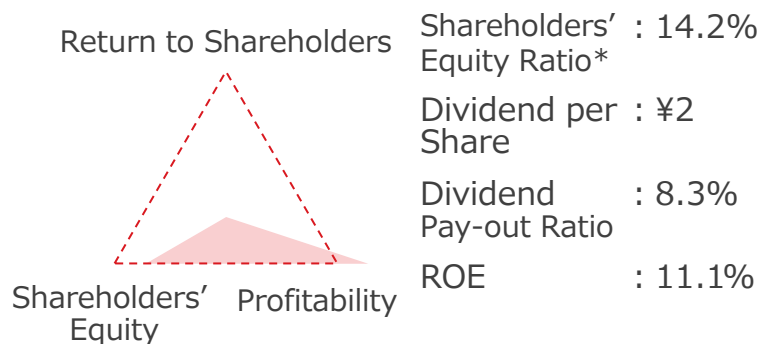 Return to Shareholders
Shareholders’
Equity
Profitability
Shareholders’ : 14.2%
Equity Ratio*
Dividend per : ¥2
Share
Dividend : 8.3%
Pay-out Ratio
ROE : 11.1%